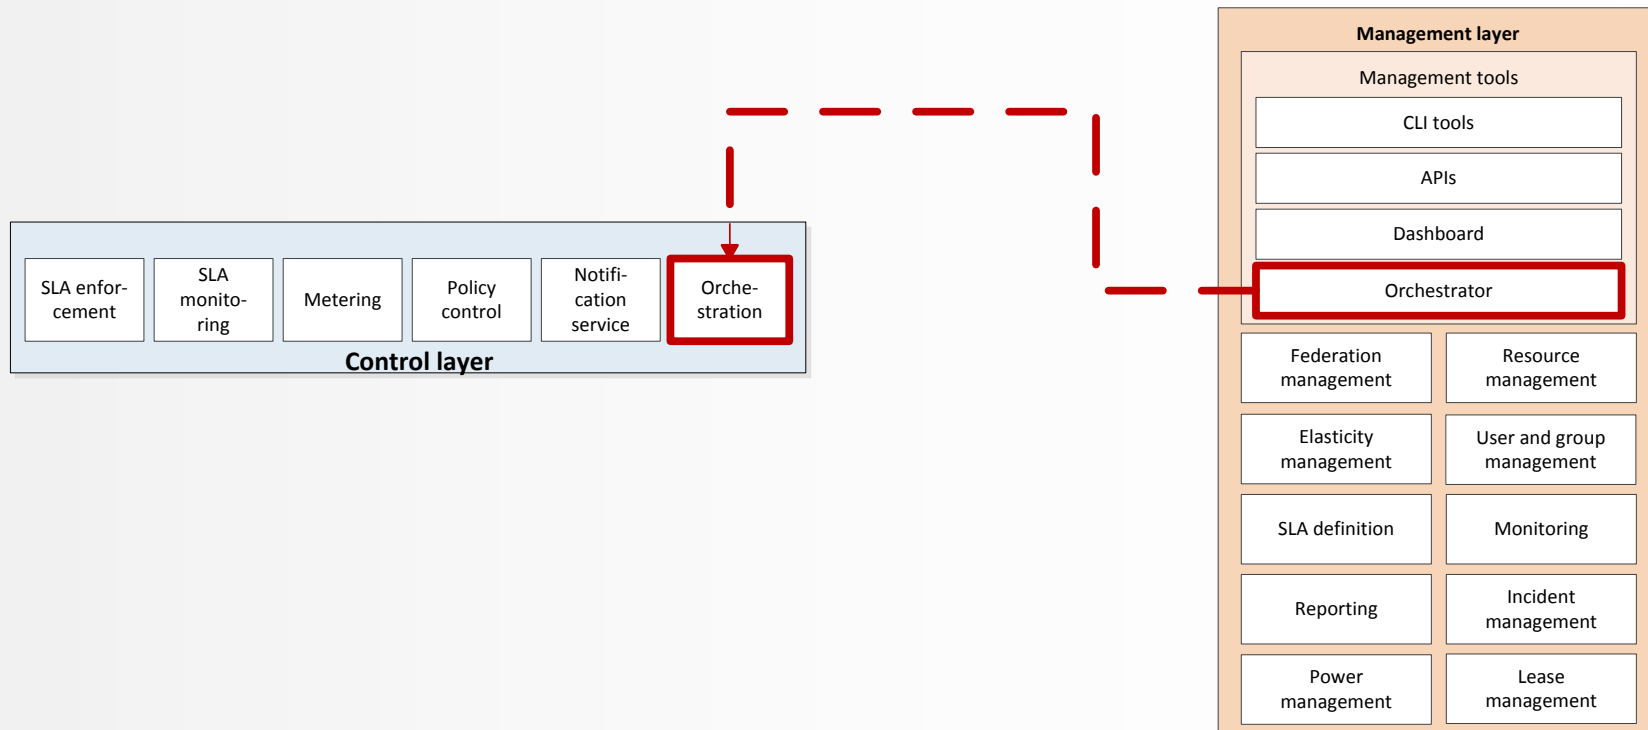 Management layer
Management tools
CLI tools
APIs
Dashboard
Orchestrator
Federation
management
Resource
management
Elasticity
management
User and group
management
SLA definition
Monitoring
Reporting
Incident
management
Power
management
Lease
management
SLA enfor-
cement
SLA
monito-
ring
Metering
Policy
control
Notifi-
cation
service
Orche-
stration
Control layer